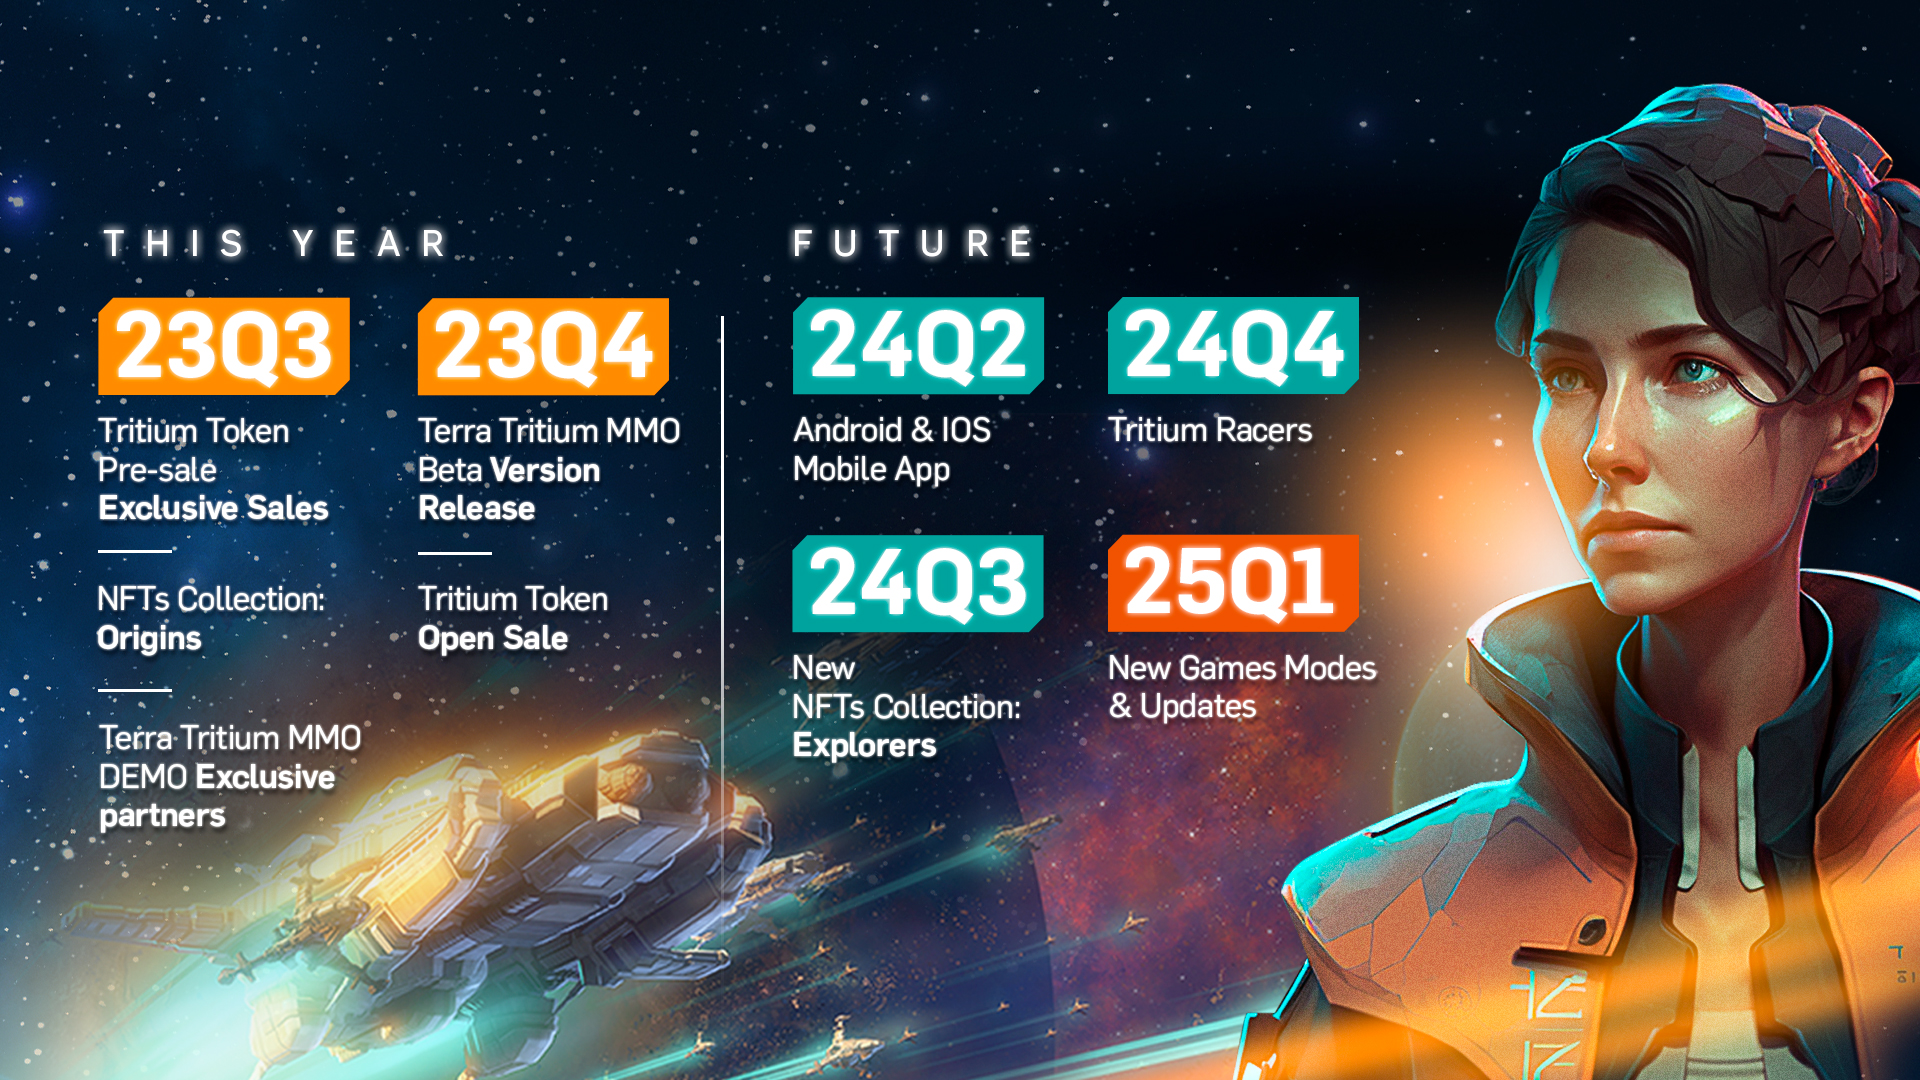 THIS YEAR
23Q3
Tritium Token
Pre-sale
Exclusive Sales
NFTs Collection:
Origins
Terra Tritium MMO
DEMO Exclusive
partners
23Q4
Terra Tritium MMO
Beta Version
Release
Tritium Token
Open Sale
FUTURE
24Q2
Android & IOS
Mobile App
24Q3
New
NFTs Collection:
Explorers
24Q4
Tritium Racers
25Q1
New Games Modes
& Updates